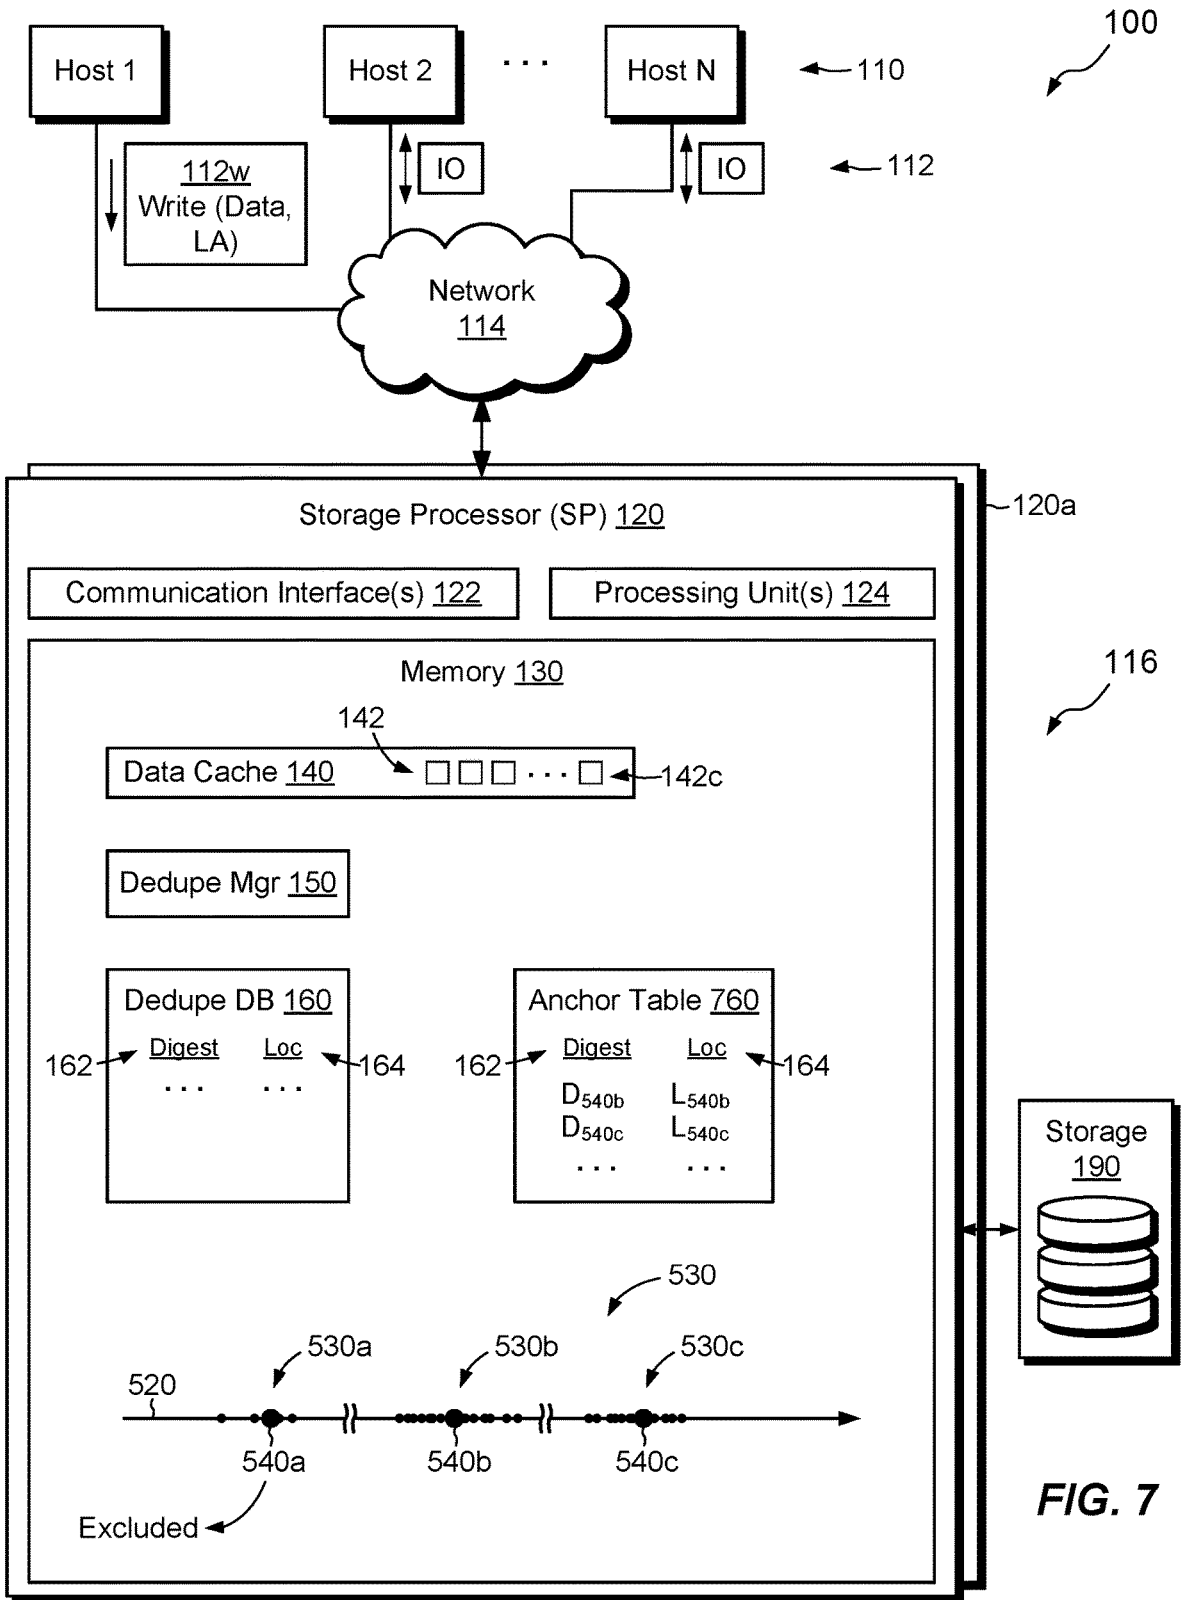 100
Host 1
Host 2
. . .
Host N
110
112w
Write (Data,
LA)
IO
IO
112
Network
114
Storage Processor (SP) 120
120a
Communication Interface(s) 122
Processing Unit(s) 124
Memory 130
116
142
Data Cache 140
. . .
142c
Dedupe Mgr 150
Dedupe DB 160
162
Digest
Loc
164
. . .
. . .
Anchor Table 760
162
Digest
Loc
164
D540b
L540b
D540c
L540c
. . .
. . .
Storage
190
530
530a
530b
530c
520
540a
540b
540c
Excluded
FIG. 7